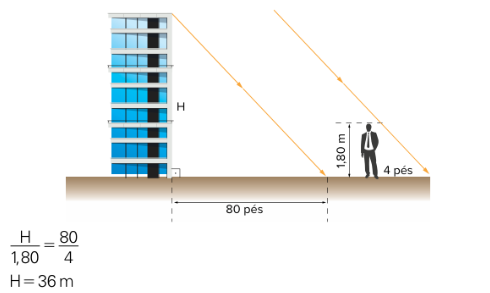 H
1,80 m
4 pés
80 pés
H/1,80 = 80/4
H = 36 m